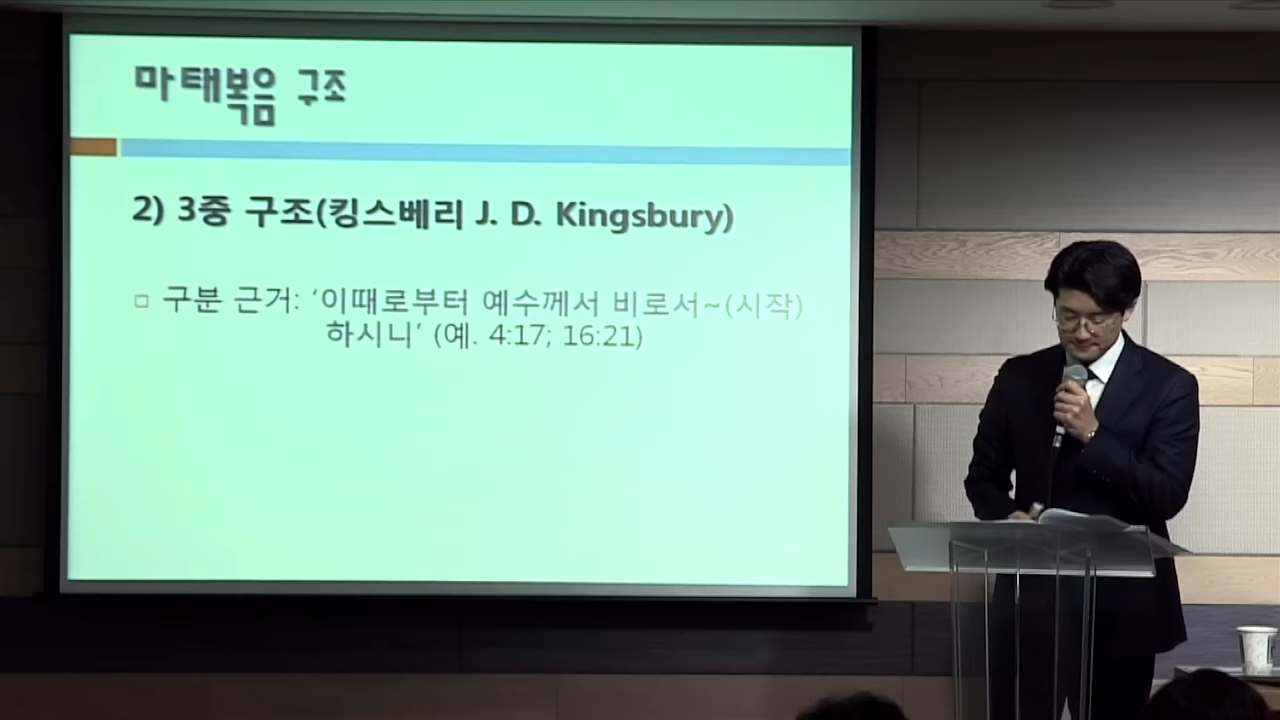 마태복음 구조
2) 3중 구조(킹스베리 J. D. Kingsbury)
□ 구분 근거: ‘이때로부터 예수께서 비로서~(시작)
하시니’ (예. 4:17; 16:21)